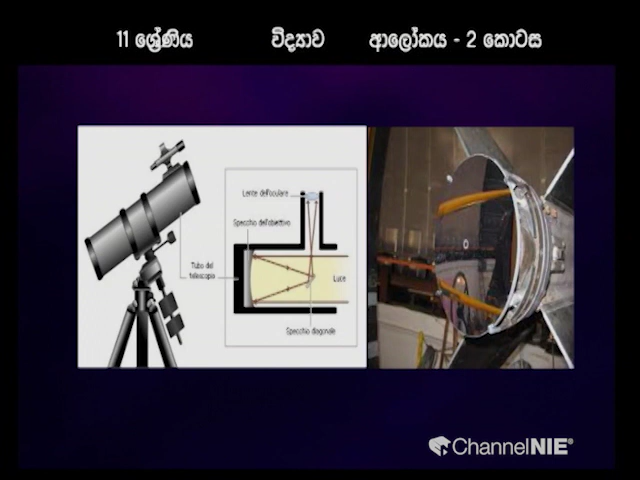 11 ශ්‍රේණිය විද්‍යාව ආලෝකය - 2 කොටස
Lente dell'oculare
Specchio dell'obiettivo
Tubo del
telescopio
Luce
Specchio diagonale
ChannelNIE